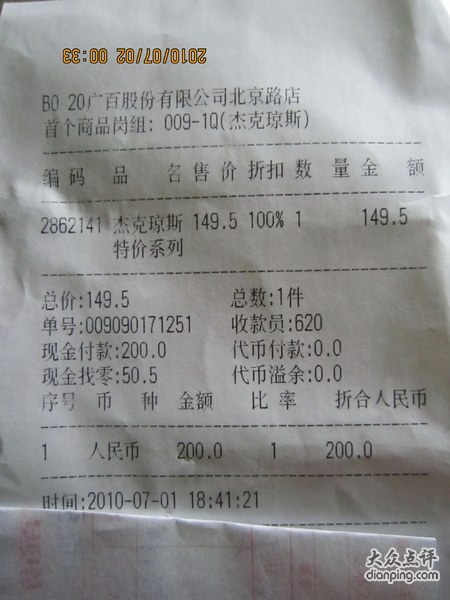 2010/07/02 00:33
BO 20广百股份有限公司北京路店
首个商品岗组: 009-1Q(杰克琼斯)
编码 品 名售价 折扣 数 量金 额
2862141 杰克琼斯 149.5 100% 1 149.5
特价系列
总价:149.5 总数:1件
单号:009090171251 收款员:620
现金付款:200.0 代币付款:0.0
现金找零:50.5 代币溢余:0.0
序号 币 种 金额 比 率 折合人民币
1 人民币 200.0 1 200.0
时间:2010-07-01 18:41:21
大众点评
dianping.com